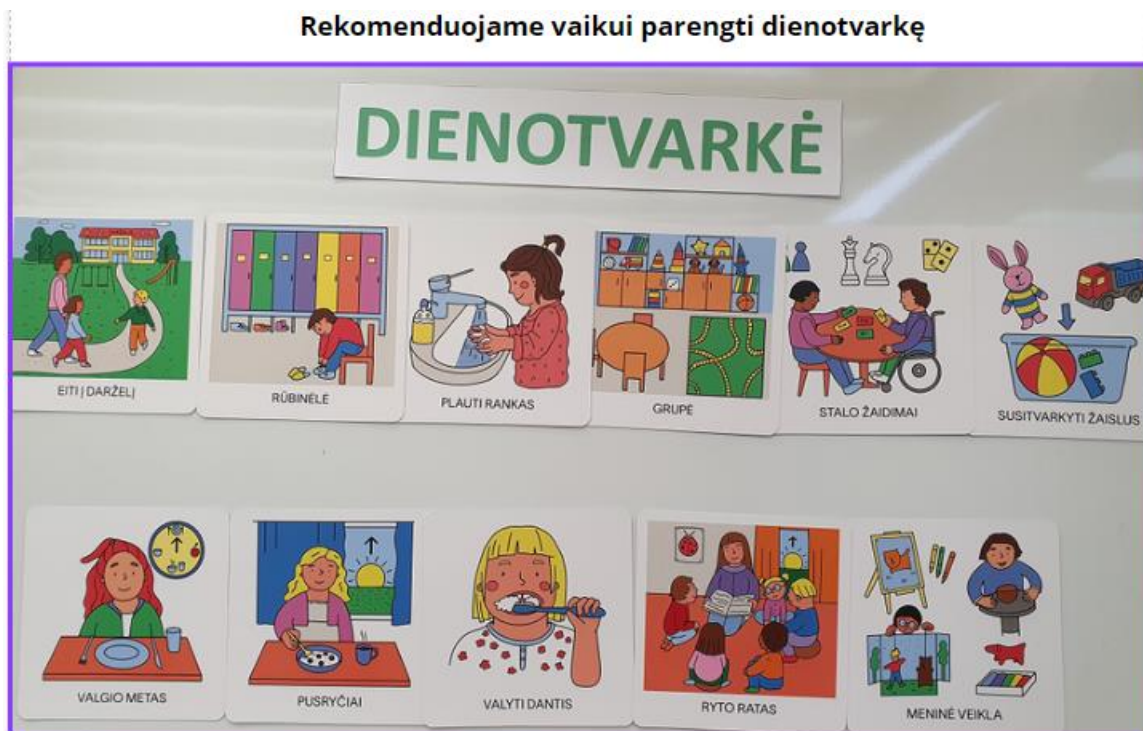 Rekomenduojame vaikui parengti dienotvarkę
DIENOTVARKĖ
EITI Į DARŽELĮ
RŪBINĖLĖ
PLAUTI RANKAS
GRUPĖ
STALO ŽAIDIMAI
SUSITVARKYTI ŽAISLUS
VALGIO METAS
PUSRYČIAI
VALYTI DANTIS
RYTO RATAS
MENINĖ VEIKLA